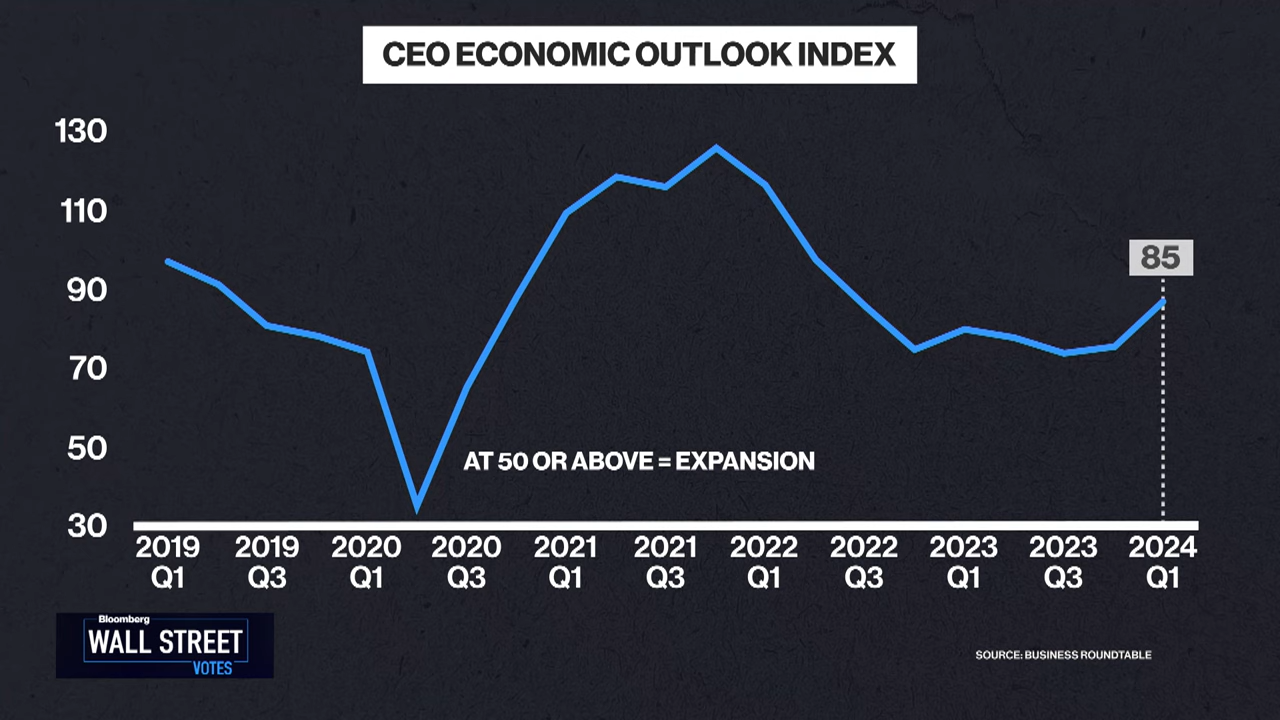 CEO ECONOMIC OUTLOOK INDEX
130
110
90
70
50
30
85
AT 50 OR ABOVE = EXPANSION
2019 2019 2020 2020 2021 2021 2022 2022 2023 2023 2024
Q1 Q3 Q1 Q3 Q1 Q3 Q1 Q3 Q1 Q3 Q1
Bloomberg
WALL STREET
VOTES
SOURCE: BUSINESS ROUNDTABLE